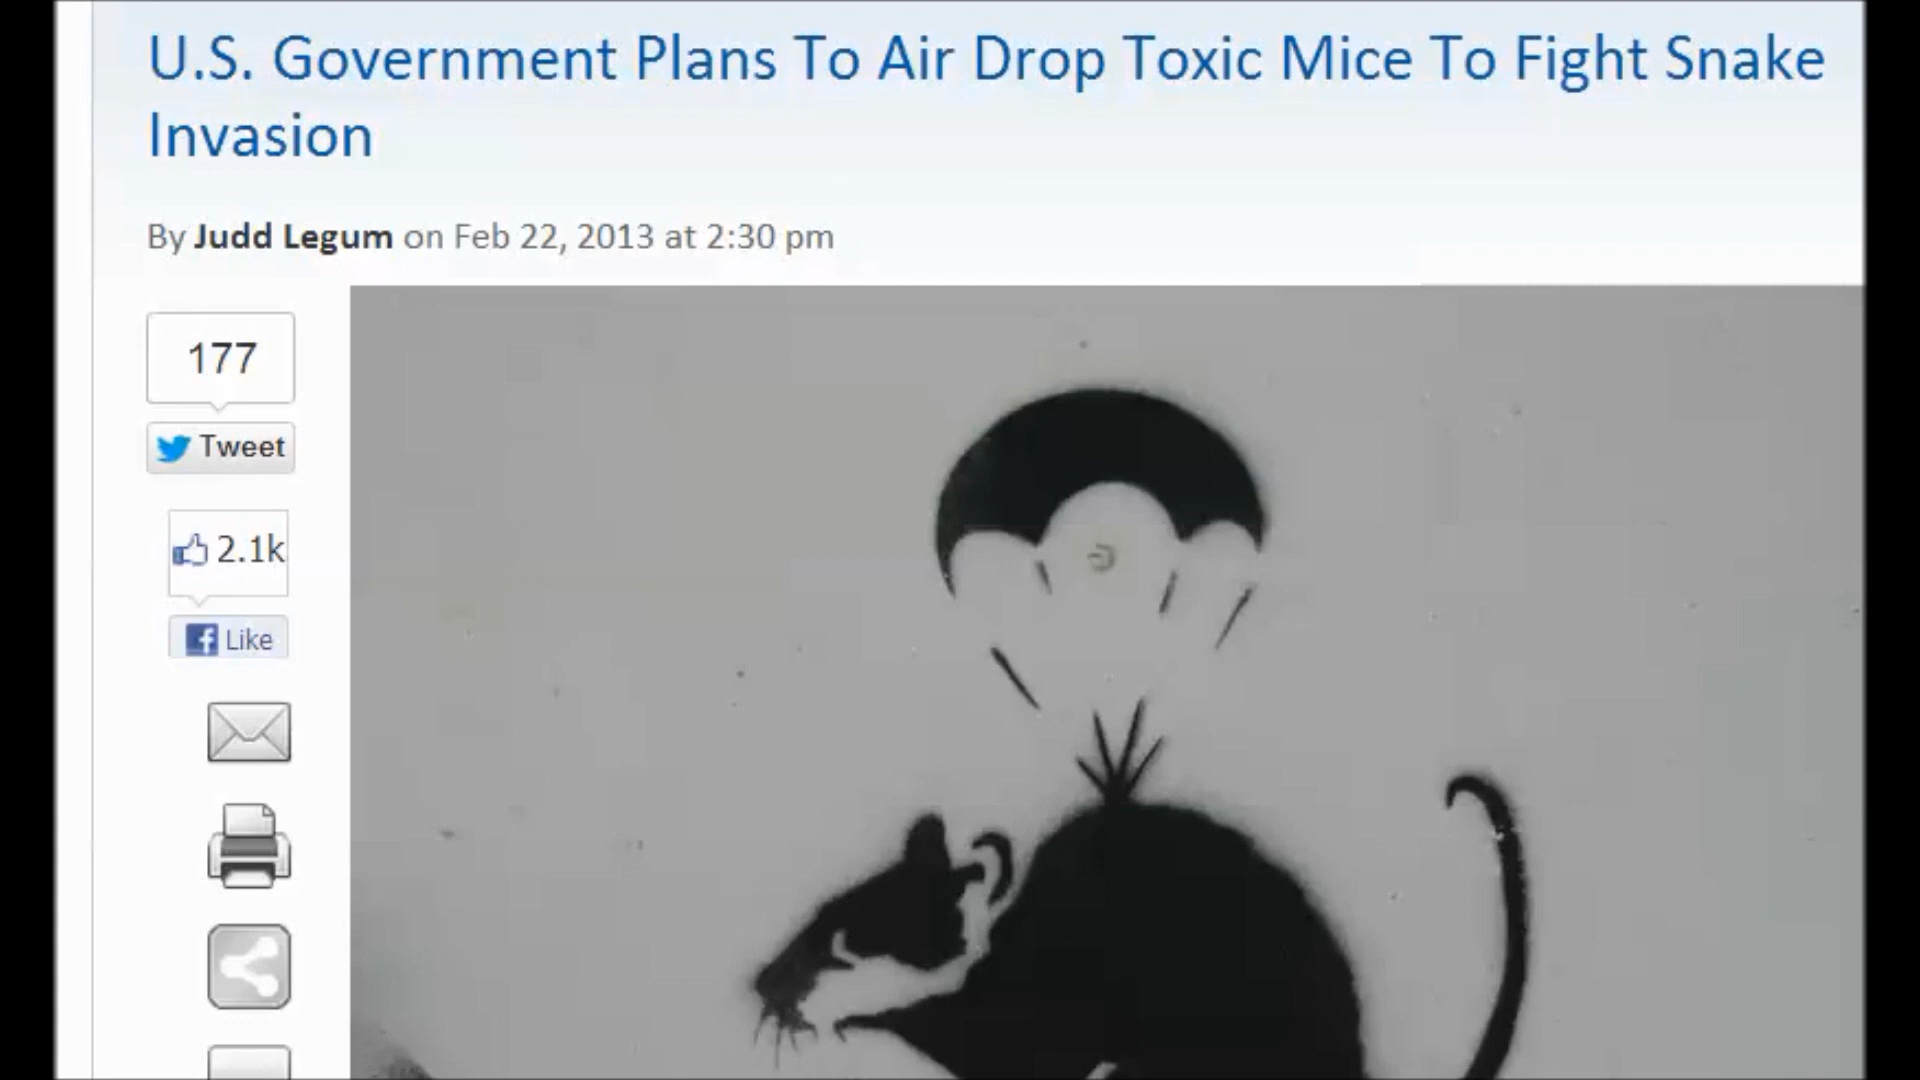 U.S. Government Plans To Air Drop Toxic Mice To Fight Snake
Invasion
By Judd Legum on Feb 22, 2013 at 2:30 pm
177
Tweet
2.1k
Like